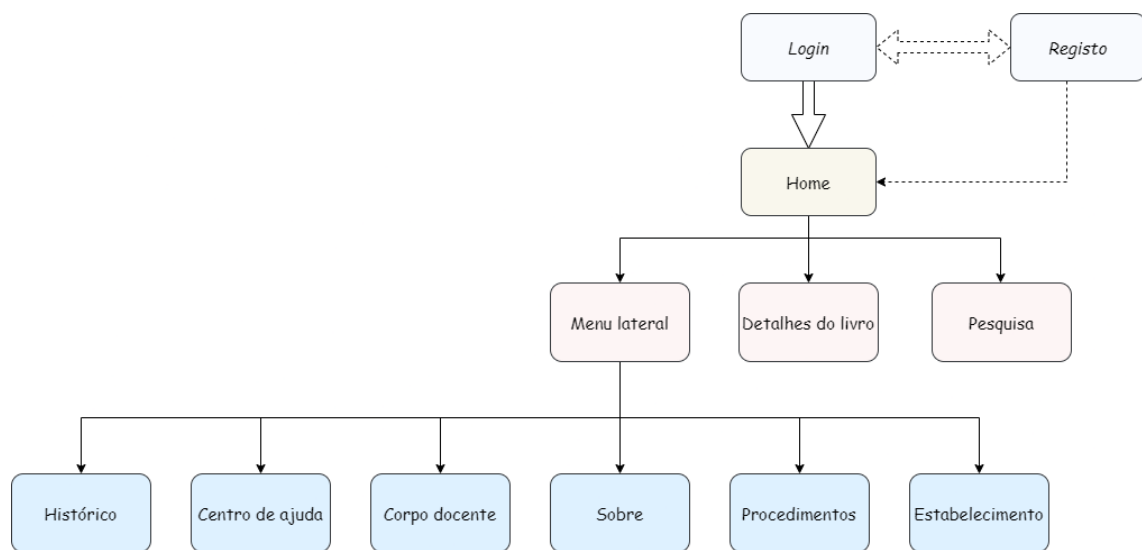 Login
Registo
Home
Menu lateral
Detalhes do livro
Pesquisa
Histórico
Centro de ajuda
Corpo docente
Sobre
Procedimentos
Estabelecimento